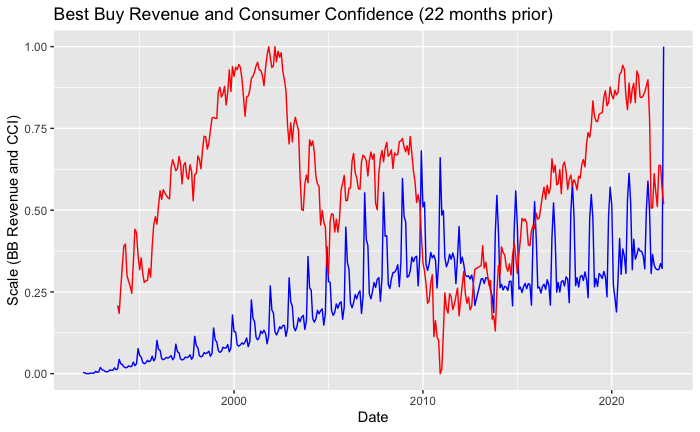 Best Buy Revenue and Consumer Confidence (22 months prior)
Scale (BB Revenue and CCI)
1.00
0.75
0.50
0.25
0.00
2000
2010
2020
Date